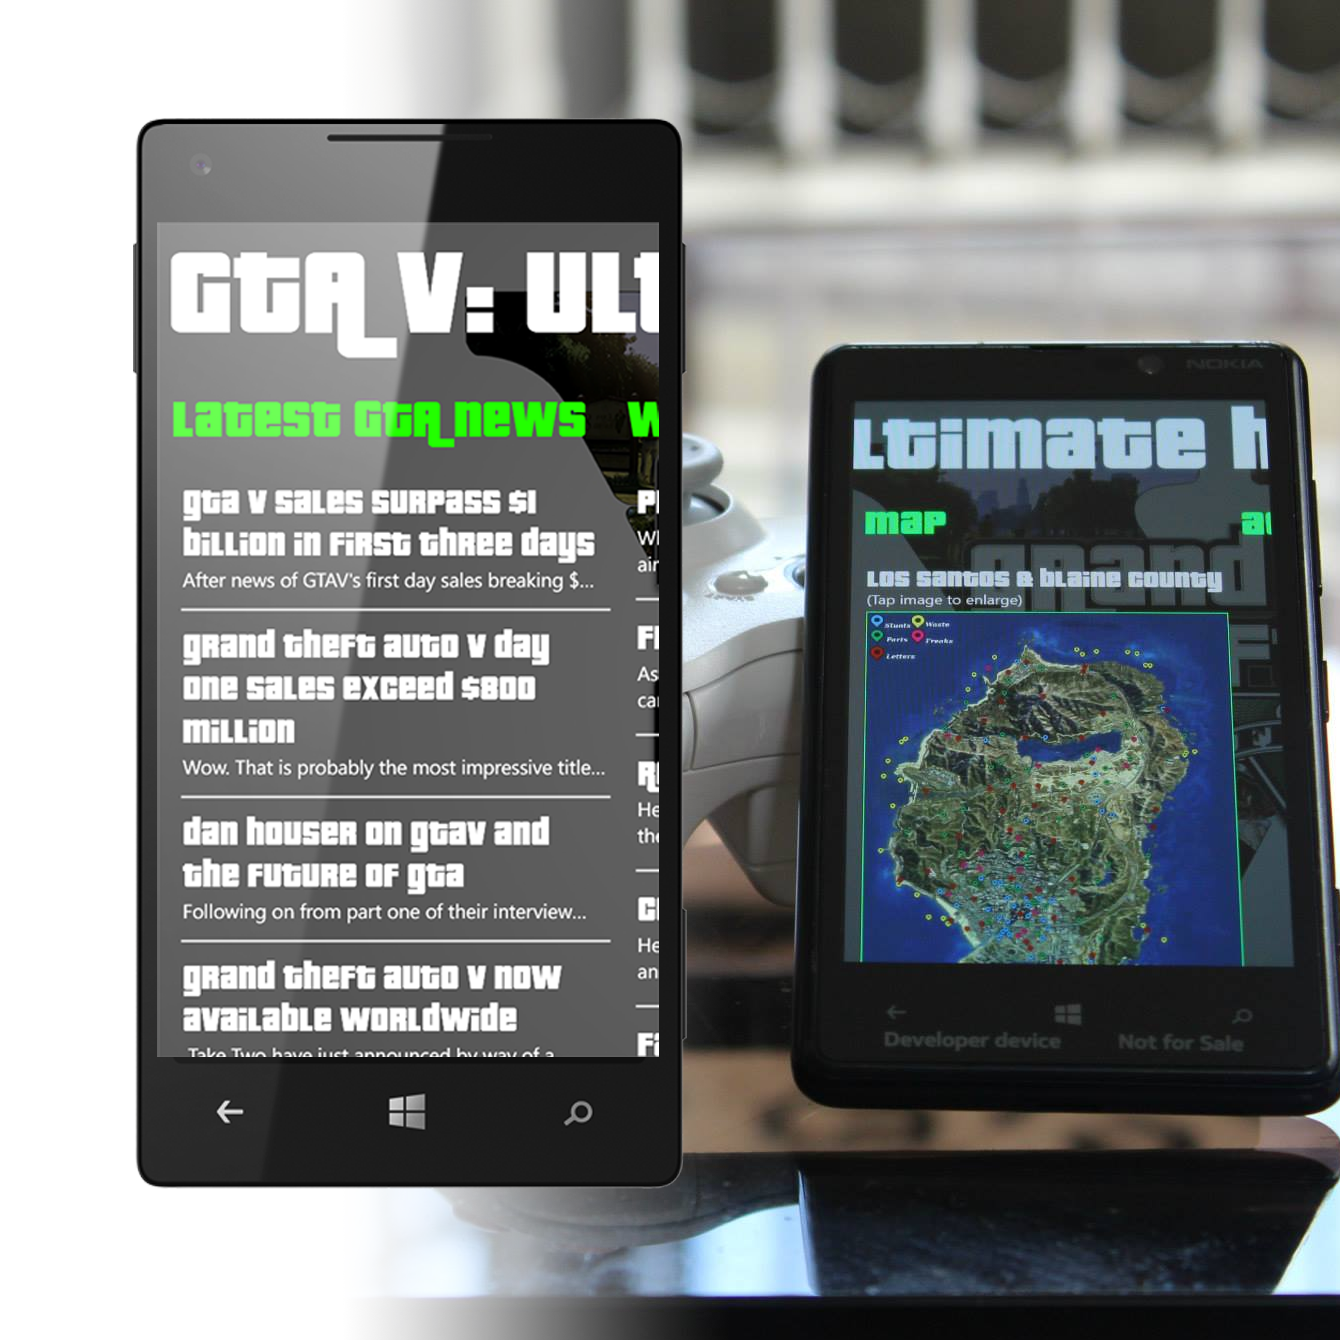 GTA V: ULT
Latest GTA news
W
gta V sales surpass $1
billion in first three days
After news of GTAV's first day sales breaking $...
grand theft auto V day
one sales exceed $800
million
Wow. That is probably the most impressive title...
dan houser on gtav and
the future of gta
Following on from part one of their interview...
grand theft auto V now
available worldwide
Take Two have just announced by way of a
Wh
air
As
car
He
the
He
an
NOKIA
Ltimate h
map
Los santos & blaine county
(Tap image to enlarge)
Stunts
Waste
Parts
Freaks
Letters
grand
Developer device
Not for Sale